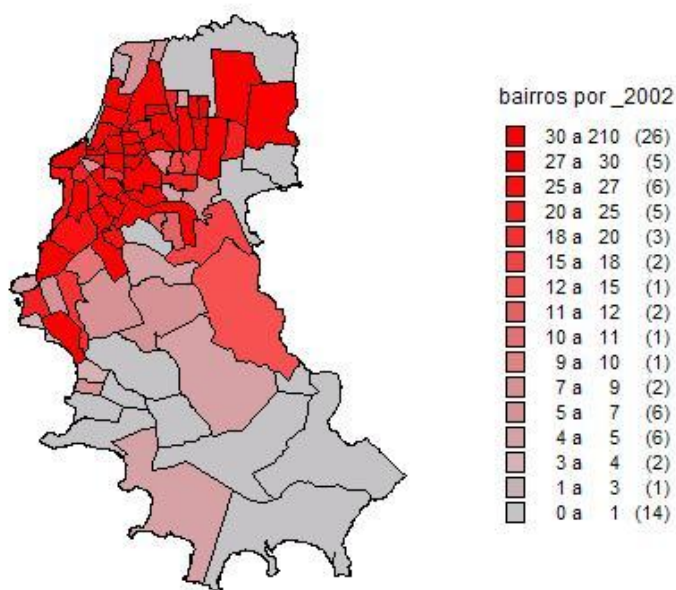 bairros por _2002
30 a 210 (26)
27 a 30 (5)
25 a 27 (6)
20 a 25 (5)
18 a 20 (3)
15 a 18 (2)
12 a 15 (1)
11 a 12 (2)
10 a 11 (1)
9 a 10 (1)
7 a 9 (2)
5 a 7 (6)
4 a 5 (6)
3 a 4 (2)
1 a 3 (1)
0 a 1 (14)